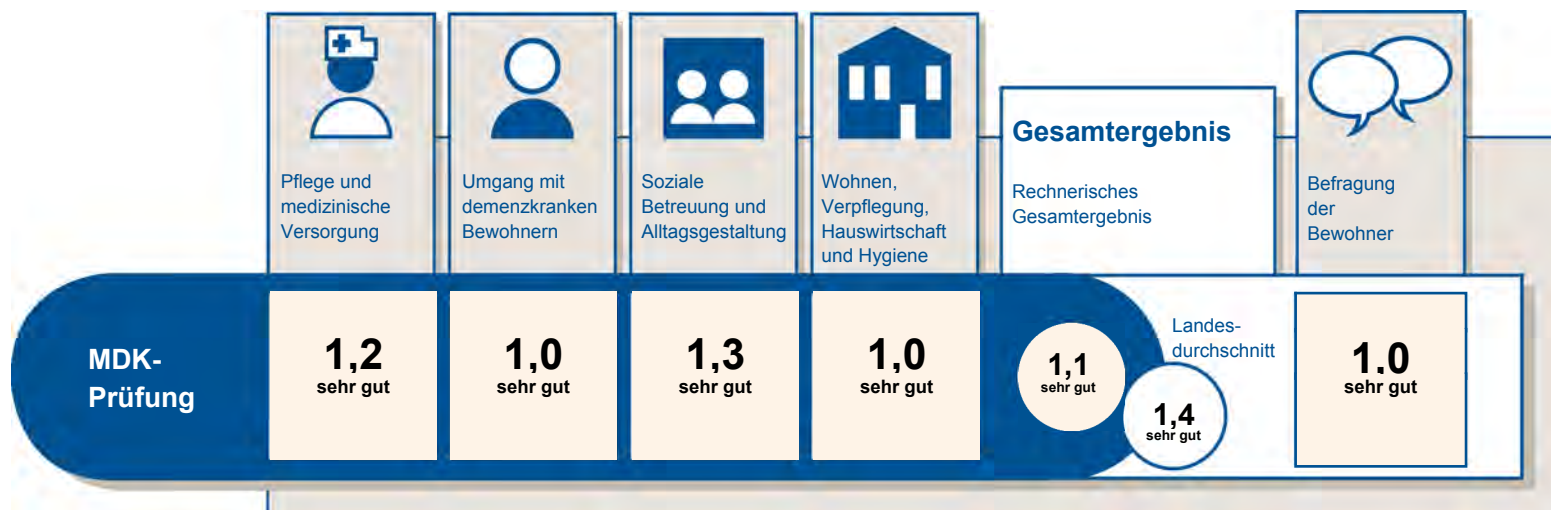 Pflege und
medizinische
Versorgung
Umgang mit
demenzkranken
Bewohnern
Soziale
Betreuung und
Alltagsgestaltung
Wohnen,
Verpflegung,
Hauswirtschaft
und Hygiene
Gesamtergebnis
Rechnerisches
Gesamtergebnis
Befragung
der
Bewohner
MDK-
Prüfung
1,2
sehr gut
1,0
sehr gut
1,3
sehr gut
1,0
sehr gut
1,1
sehr gut
Landes-
durchschnitt
1,4
sehr gut
1,0
sehr gut